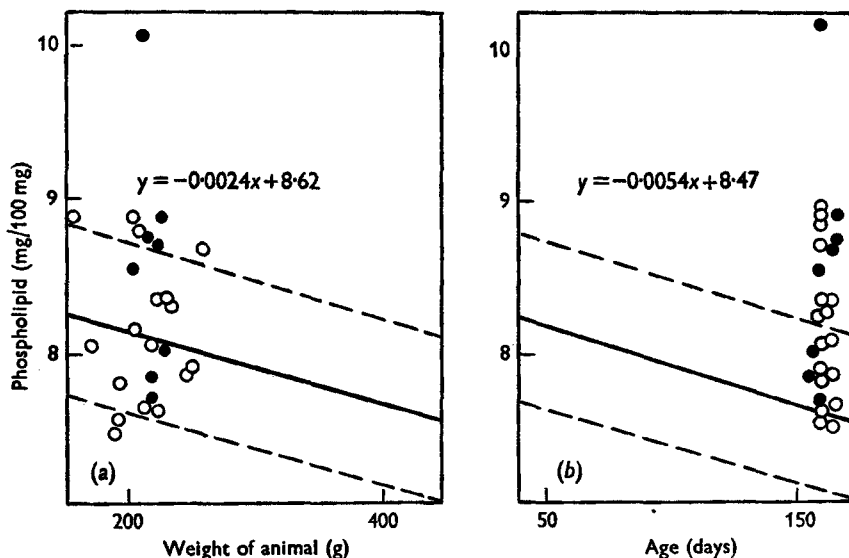 Phospholipid (mg/100 mg)
10
9
8
y = −0·0024x + 8·62
(a)
200
400
Weight of animal (g)
10
9
8
y = −0·0054x + 8·47
(b)
50
150
Age (days)